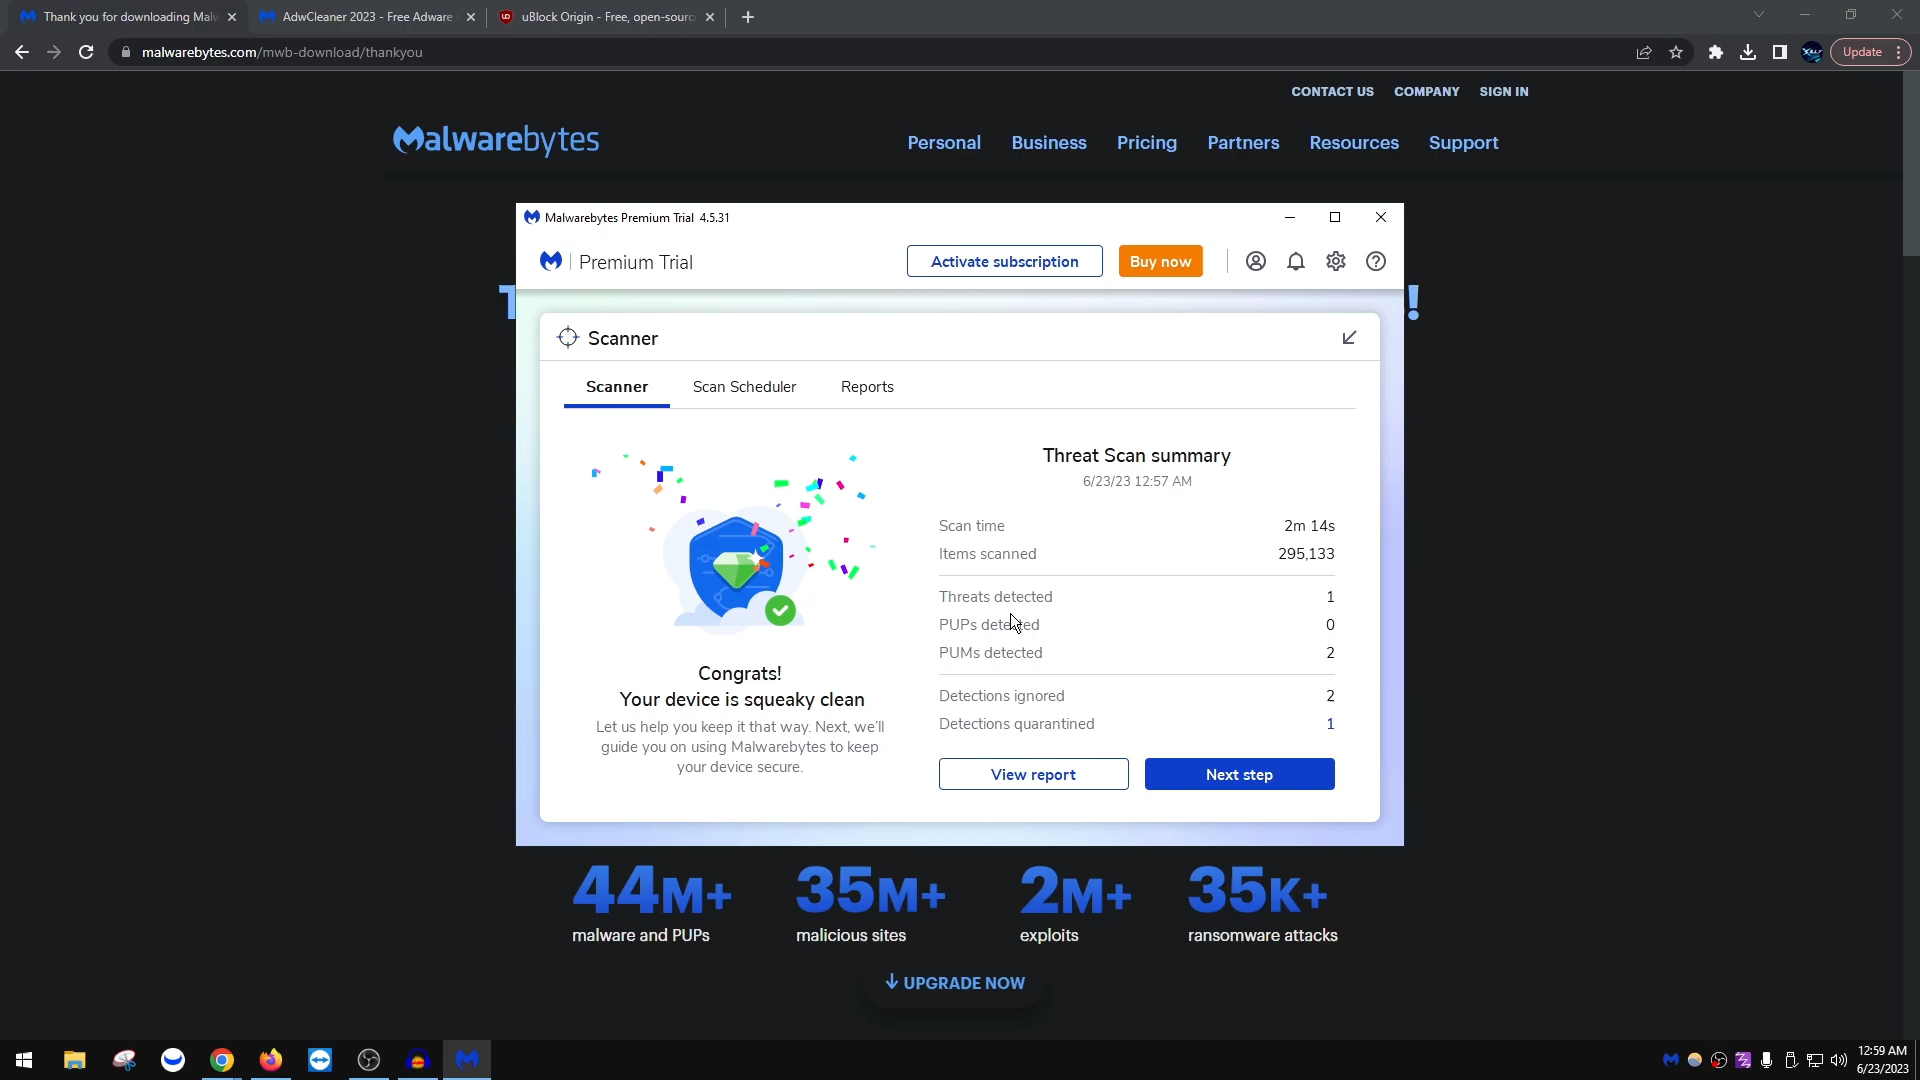 Thank you for downloading Malw
AdwCleaner 2023 - Free Adware
uBlock Origin - Free, open-sourc
malwarebytes.com/mwb-download/thankyou
Update
CONTACT US COMPANY SIGN IN
Malwarebytes
Personal Business Pricing Partners Resources Support
Malwarebytes Premium Trial 4.5.31
Premium Trial
Activate subscription
Buy now
T
!
Scanner
Scanner Scan Scheduler Reports
Threat Scan summary
6/23/23 12:57 AM
Scan time 2m 14s
Items scanned 295,133
Threats detected 1
PUPs detected 0
PUMs detected 2
Detections ignored 2
Detections quarantined 1
View report
Next step
Congrats!
Your device is squeaky clean
Let us help you keep it that way. Next, we'll
guide you on using Malwarebytes to keep
your device secure.
44M+ 35M+ 2M+ 35K+
malware and PUPs malicious sites exploits ransomware attacks
UPGRADE NOW
12:59 AM
6/23/2023